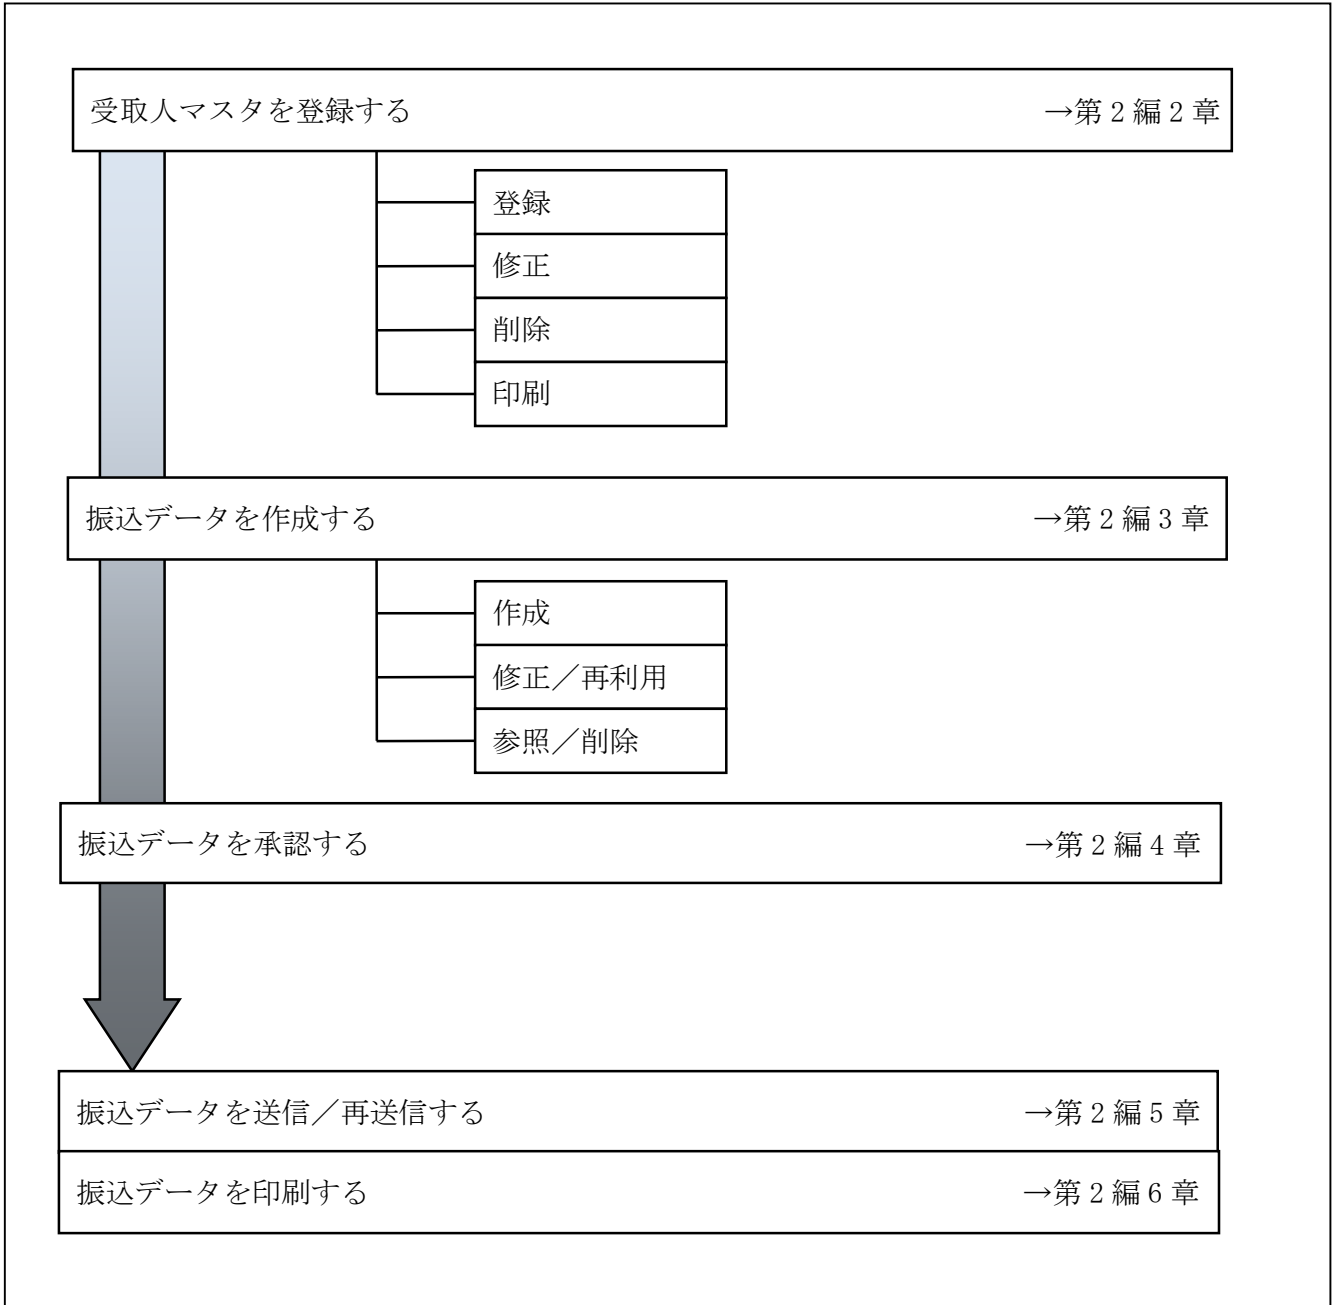 受取人マスタを登録する →第２編２章
登録
修正
削除
印刷
振込データを作成する →第２編３章
作成
修正／再利用
参照／削除
振込データを承認する →第２編４章
振込データを送信／再送信する →第２編５章
振込データを印刷する →第２編６章